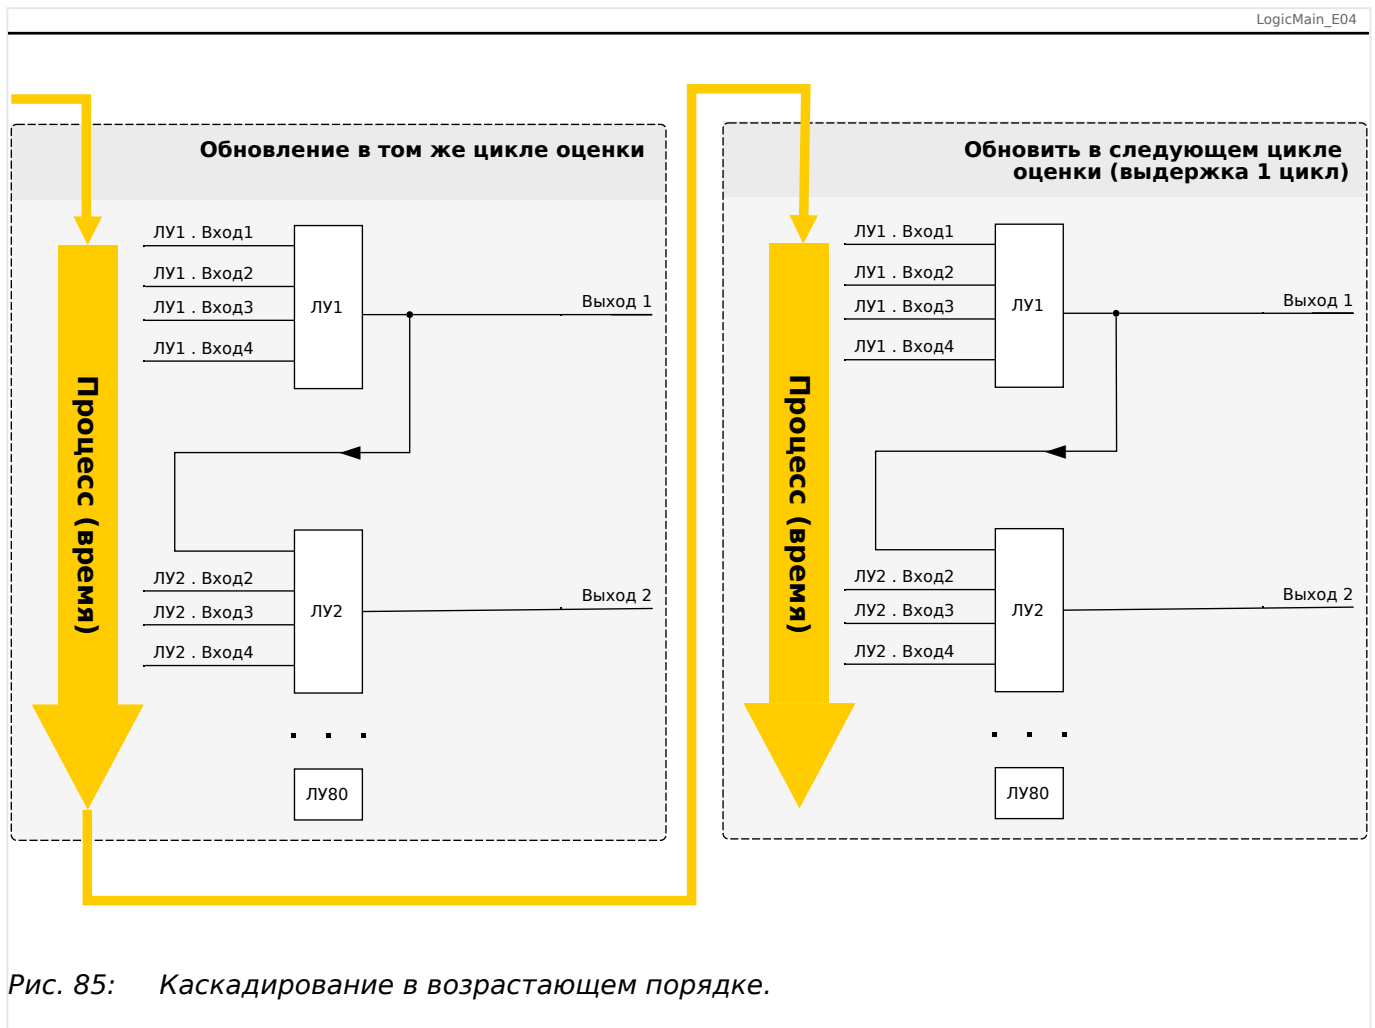 LogicMain_E04
Обновление в том же цикле оценки
ЛУ1 . Вход1
ЛУ1 . Вход2
ЛУ1 . Вход3
ЛУ1 . Вход4
ЛУ1
Выход 1
Процесс (время)
ЛУ2 . Вход2
ЛУ2 . Вход3
ЛУ2 . Вход4
ЛУ2
Выход 2
. . .
ЛУ80
Обновить в следующем цикле
оценки (выдержка 1 цикл)
ЛУ1 . Вход1
ЛУ1 . Вход2
ЛУ1 . Вход3
ЛУ1 . Вход4
ЛУ1
Выход 1
Процесс (время)
ЛУ2 . Вход2
ЛУ2 . Вход3
ЛУ2 . Вход4
ЛУ2
Выход 2
. . .
ЛУ80
Рис. 85: Каскадирование в возрастающем порядке.